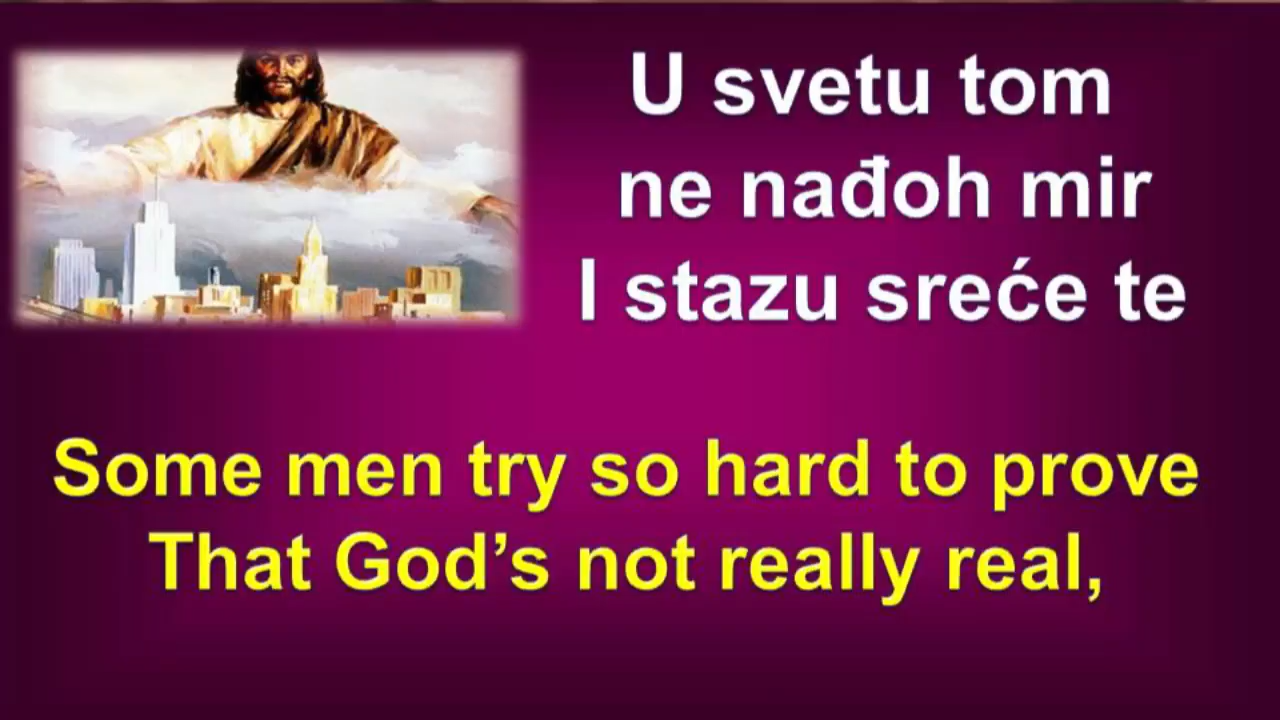 U svetu tom
ne nađoh mir
I stazu sreće te
Some men try so hard to prove
That God’s not really real,